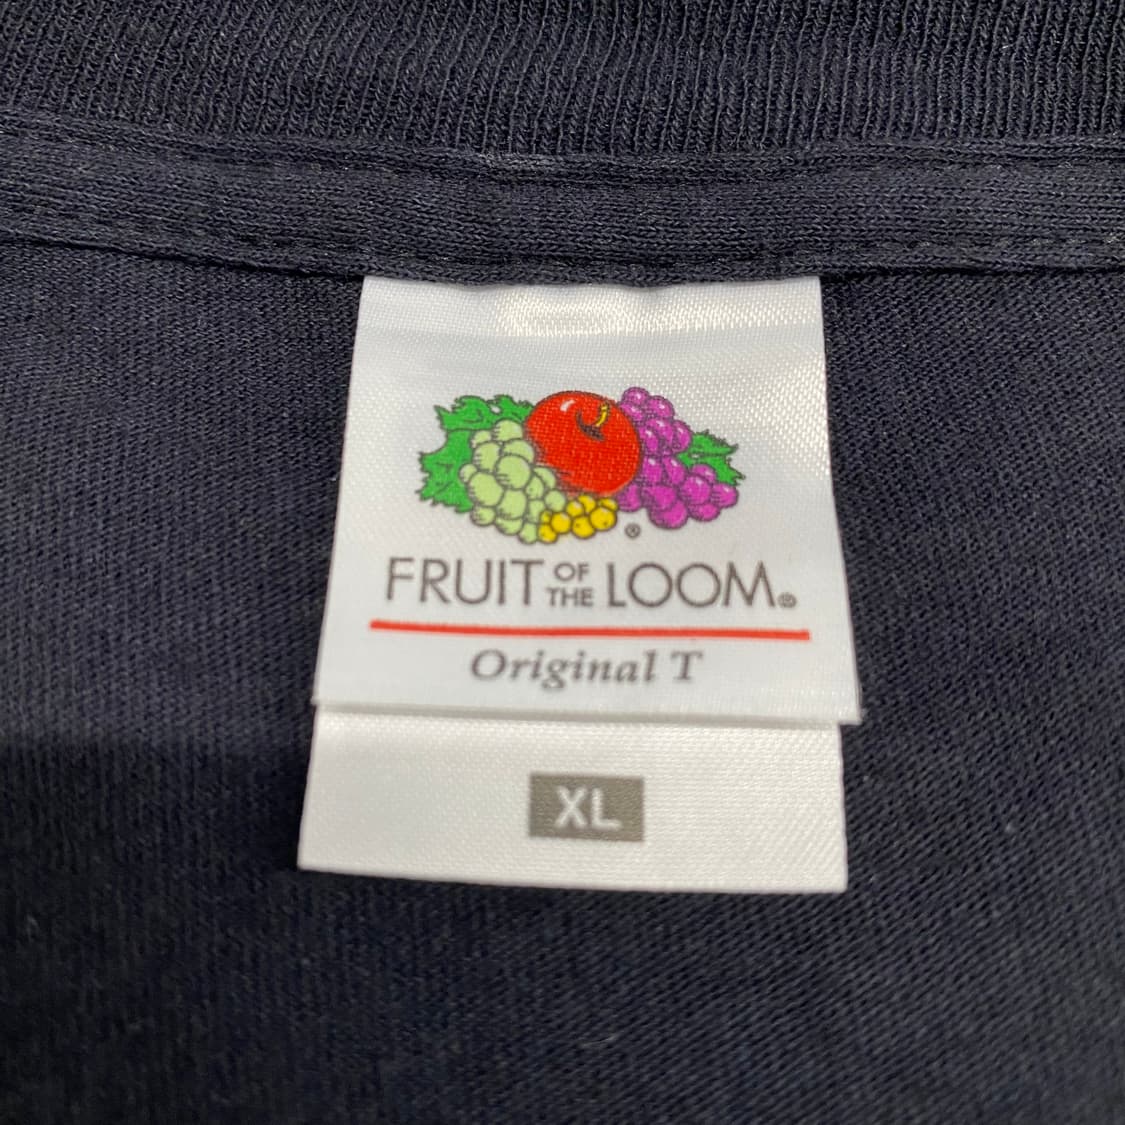 ®
FRUIT OF THE LOOM®
Original T
XL